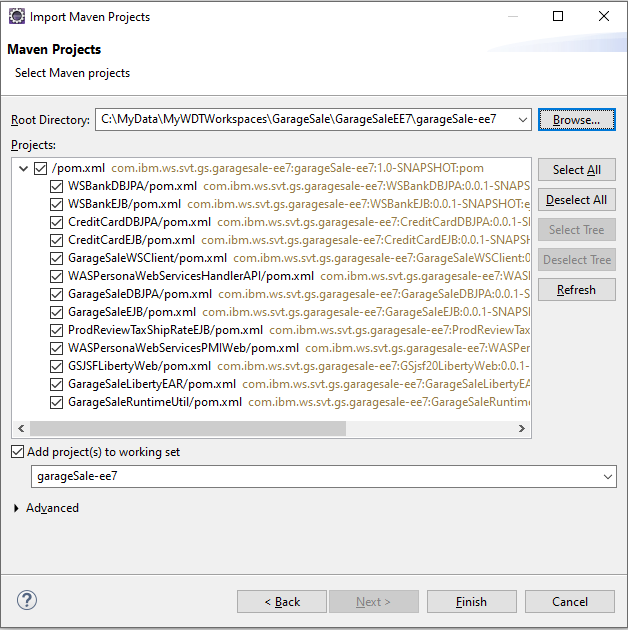 Import Maven Projects
Maven Projects
Select Maven projects
Root Directory: C:\MyData\MyWDTWorkspaces\GarageSale\GarageSaleEE7\garageSale-ee7 Browse...
Projects:
/pom.xml com.ibm.ws.svt.gs.garagesale-ee7:garageSale-ee7:1.0-SNAPSHOT:pom Select All
WSBankDBJPA/pom.xml com.ibm.ws.svt.gs.garagesale-ee7:WSBankDBJPA:0.0.1-SNAPS
WSBankEJB/pom.xml com.ibm.ws.svt.gs.garagesale-ee7:WSBankEJB:0.0.1-SNAPSHOT:e Deselect All
CreditCardDBJPA/pom.xml com.ibm.ws.svt.gs.garagesale-ee7:CreditCardDBJPA:0.0.1-S
CreditCardEJB/pom.xml com.ibm.ws.svt.gs.garagesale-ee7:CreditCardEJB:0.0.1-SNAPSH Select Tree
GarageSaleWSClient/pom.xml com.ibm.ws.svt.gs.garagesale-ee7:GarageSaleWSClient:0 Deselect Tree
WASPersonaWebServicesHandlerAPI/pom.xml com.ibm.ws.svt.gs.garagesale-ee7:WAS
GarageSaleDBJPA/pom.xml com.ibm.ws.svt.gs.garagesale-ee7:GarageSaleDBJPA:0.0.1-S Refresh
GarageSaleEJB/pom.xml com.ibm.ws.svt.gs.garagesale-ee7:GarageSaleEJB:0.0.1-SNAPSH
ProdReviewTaxShipRateEJB/pom.xml com.ibm.ws.svt.gs.garagesale-ee7:ProdReviewTax
WASPersonaWebServicesPMIWeb/pom.xml com.ibm.ws.svt.gs.garagesale-ee7:WASPer
GSJSFLibertyWeb/pom.xml com.ibm.ws.svt.gs.garagesale-ee7:GSjsf20LibertyWeb:0.0.1-
GarageSaleLibertyEAR/pom.xml com.ibm.ws.svt.gs.garagesale-ee7:GarageSaleLibertyEA
GarageSaleRuntimeUtil/pom.xml com.ibm.ws.svt.gs.garagesale-ee7:GarageSaleRuntime
Add project(s) to working set
garageSale-ee7
Advanced
? < Back Next > Finish Cancel